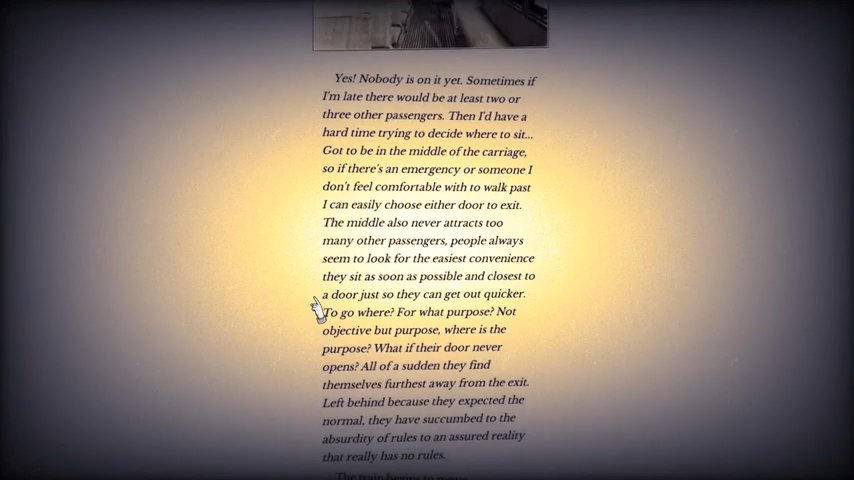 Yes! Nobody is on it yet. Sometimes if
I'm late there would be at least two or
three other passengers. Then I'd have a
hard time trying to decide where to sit...
Got to be in the middle of the carriage,
so if there's an emergency or someone I
don't feel comfortable with to walk past
I can easily choose either door to exit.
The middle also never attracts too
many other passengers, people always
seem to look for the easiest convenience
they sit as soon as possible and closest to
a door just so they can get out quicker.
To go where? For what purpose? Not
objective but purpose, where is the
purpose? What if their door never
opens? All of a sudden they find
themselves furthest away from the exit.
Left behind because they expected the
normal, they have succumbed to the
absurdity of rules to an assured reality
that really has no rules.
The train begins to